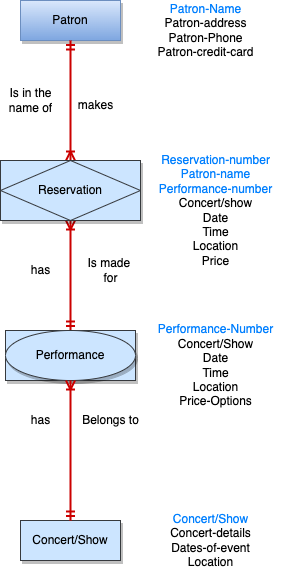 Patron
Patron-Name
Patron-address
Patron-Phone
Patron-credit-card
Is in the
name of
makes
Reservation
Reservation-number
Patron-name
Performance-number
Concert/show
Date
Time
Location
Price
has
Is made
for
Performance
Performance-Number
Concert/Show
Date
Time
Location
Price-Options
has
Belongs to
Concert/Show
Concert/Show
Concert-details
Dates-of-event
Location